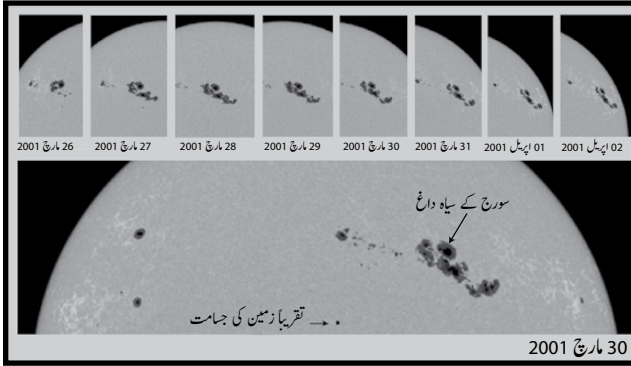 26 مارچ 2001
27 مارچ 2001
28 مارچ 2001
29 مارچ 2001
30 مارچ 2001
31 مارچ 2001
01 اپریل 2001
02 اپریل 2001
سورج کے سیاہ داغ
تقریباً زمین کی جسامت
30 مارچ 2001